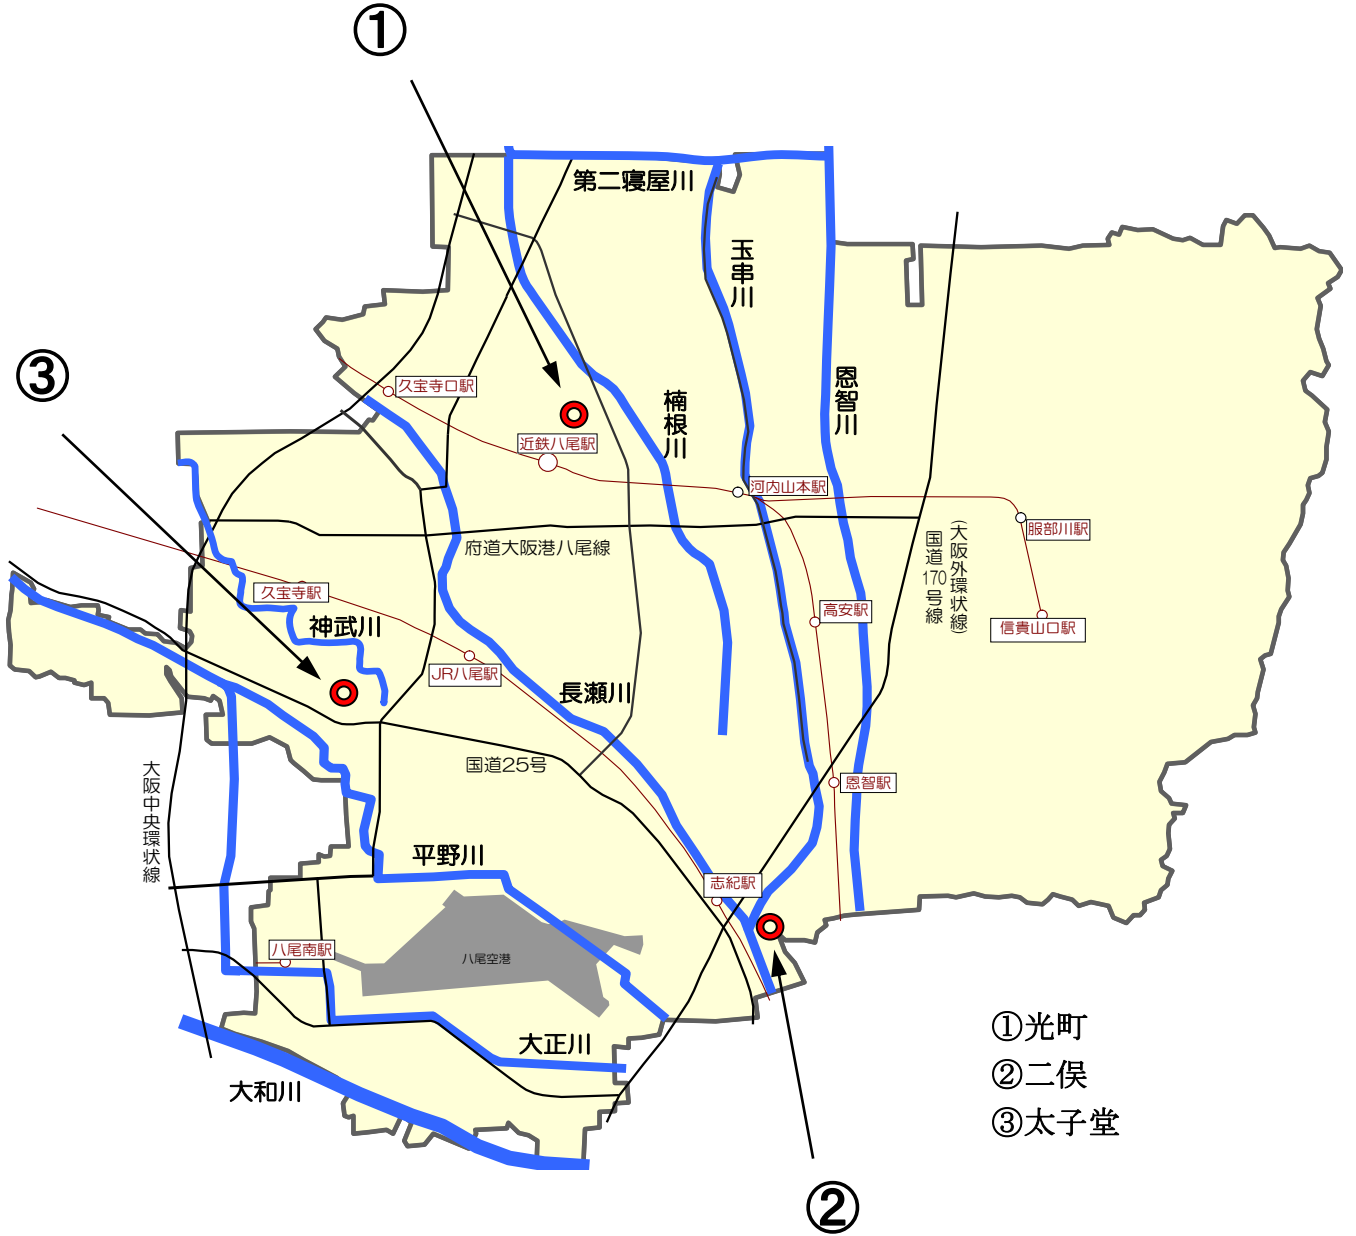 ①
第二寝屋川
玉串川
③
久宝寺口駅
恩智川
楠根川
近鉄八尾駅
河内山本駅
服部川駅
(大阪外環状線)
国道170号線
府道大阪港八尾線
久宝寺駅
高安駅
信貴山口駅
神武川
JR八尾駅
長瀬川
国道25号
大阪中央環状線
恩智駅
平野川
志紀駅
八尾南駅
八尾空港
大正川
大和川
①光町
②二俣
③太子堂
②